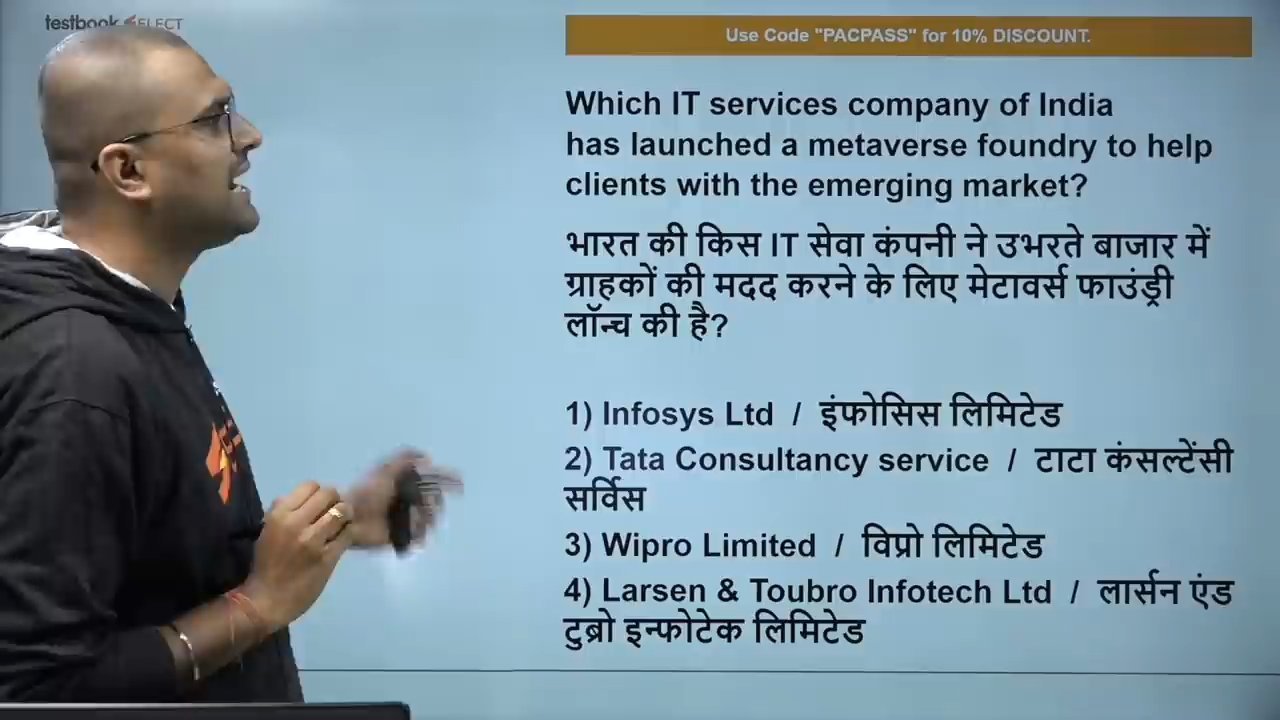 testbook SELECT
Use Code "PACPASS" for 10% DISCOUNT.
Which IT services company of India
has launched a metaverse foundry to help
clients with the emerging market?
भारत की किस IT सेवा कंपनी ने उभरते बाजार में
ग्राहकों की मदद करने के लिए मेटावर्स फाउंड्री
लॉन्च की है?
1) Infosys Ltd / इंफोसिस लिमिटेड
2) Tata Consultancy service / टाटा कंसल्टेंसी
सर्विस
3) Wipro Limited / विप्रो लिमिटेड
4) Larsen & Toubro Infotech Ltd / लार्सन एंड
टुब्रो इन्फोटेक लिमिटेड